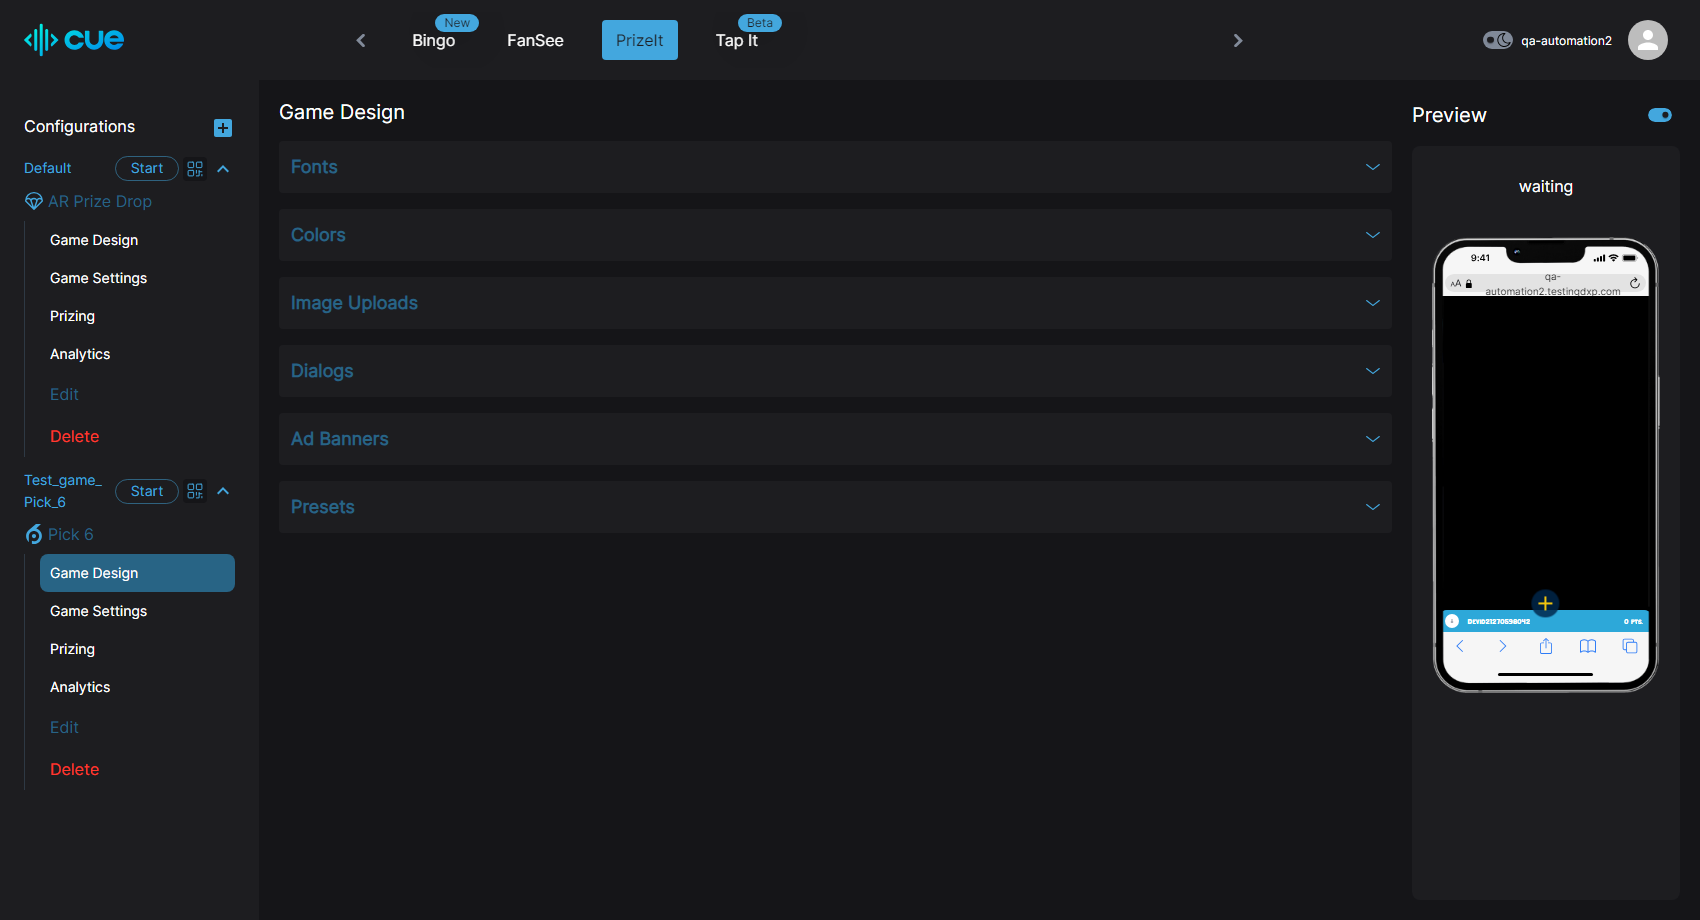 cue
New
Bingo
FanSee
PrizeIt
Beta
Tap It
qa-automation2
Configurations
Default
Start
AR Prize Drop
Game Design
Game Settings
Prizing
Analytics
Edit
Delete
Test_game_
Pick_6
Start
Pick 6
Game Design
Game Settings
Prizing
Analytics
Edit
Delete
Game Design
Fonts
Colors
Image Uploads
Dialogs
Ad Banners
Presets
Preview
waiting
9:41
AA
qa-
automation2.testingdxp.com
0 PTS.